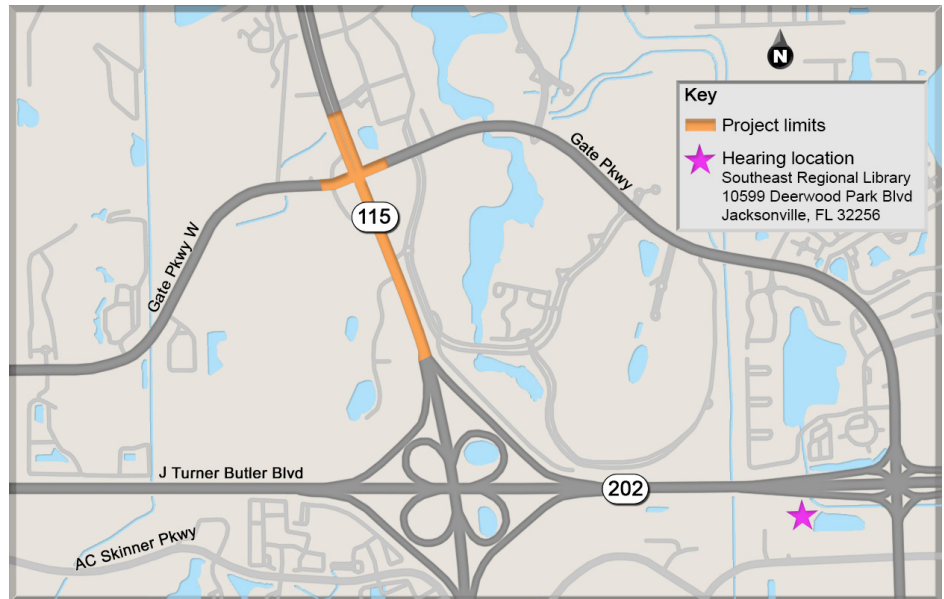 N
Key
Project limits
Hearing location
Southeast Regional Library
10599 Deerwood Park Blvd
Jacksonville, FL 32256
Gate Pkwy
115
Gate Pkwy W
J Turner Butler Blvd
202
AC Skinner Pkwy